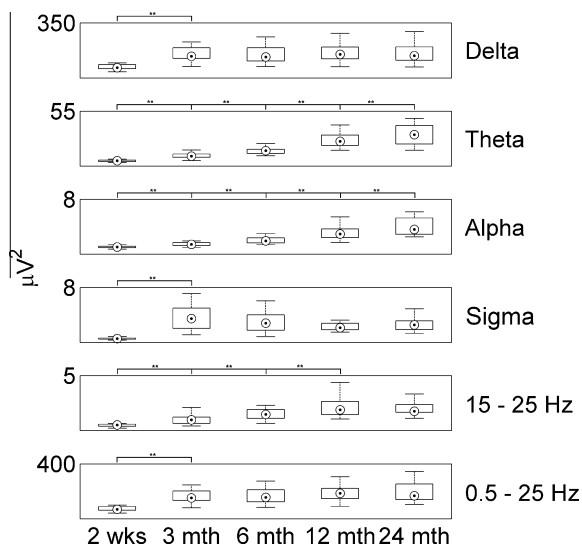 350
**
Delta
55
** ** ** **
Theta
8
** ** ** **
Alpha
μV²
8
**
Sigma
5
** ** **
15 - 25 Hz
400
**
0.5 - 25 Hz
2 wks 3 mth 6 mth 12 mth 24 mth